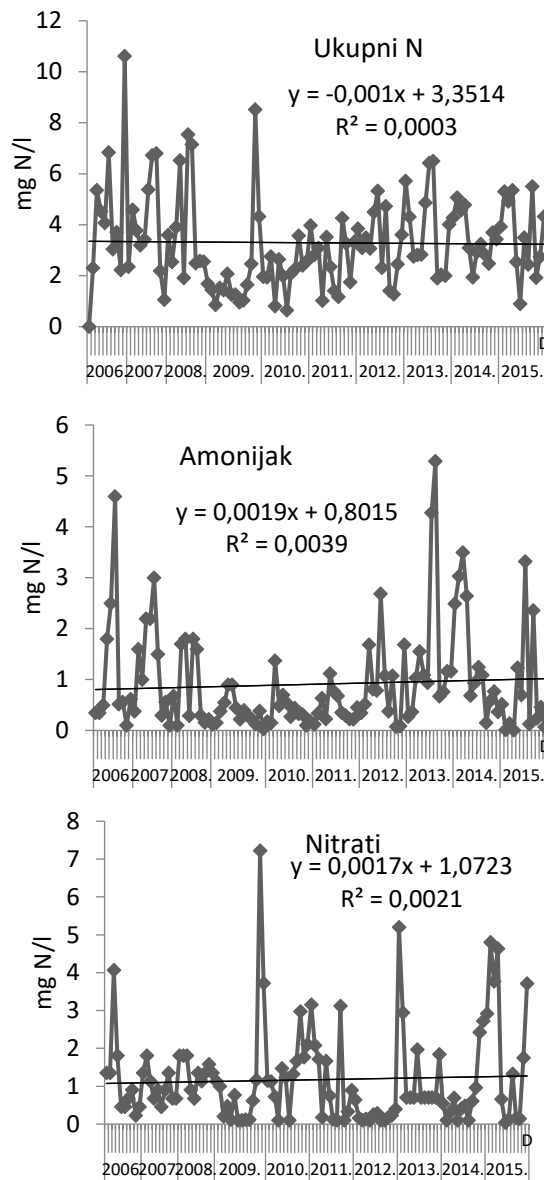 Ukupni N
y = -0,001x + 3,3514
R² = 0,0003
mg N/l
12
10
8
6
4
2
0
D
2006. 2007. 2008. 2009. 2010. 2011. 2012. 2013. 2014. 2015.
Amonijak
y = 0,0019x + 0,8015
R² = 0,0039
mg N/l
6
5
4
3
2
1
0
D
2006. 2007. 2008. 2009. 2010. 2011. 2012. 2013. 2014. 2015.
Nitrati
y = 0,0017x + 1,0723
R² = 0,0021
mg N/l
8
7
6
5
4
3
2
1
0
D
2006. 2007. 2008. 2009. 2010. 2011. 2012. 2013. 2014. 2015.